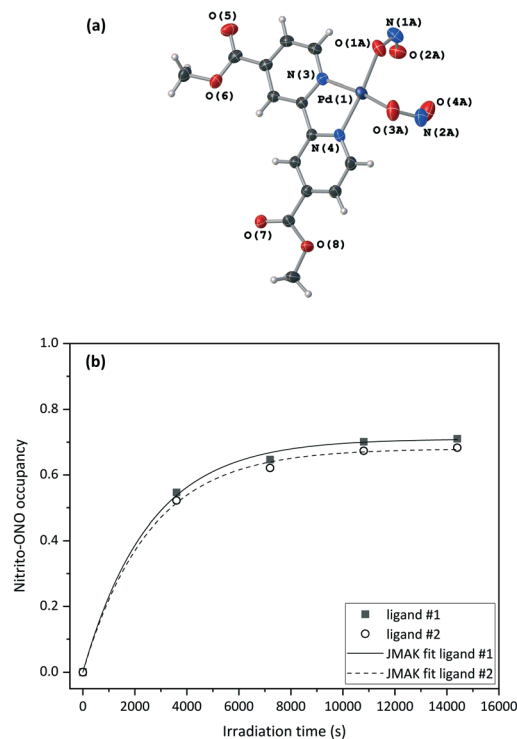 (a)
N(1A)
O(5)
O(1A)
O(2A)
N(3)
O(6)
Pd(1)
O(4A)
O(3A)
N(4)
N(2A)
O(7)
O(8)
(b)
1.0
0.8
0.6
0.4
0.2
0.0
Nitrito-ONO occupancy
ligand #1
ligand #2
JMAK fit ligand #1
JMAK fit ligand #2
0 2000 4000 6000 8000 10000 12000 14000 16000
Irradiation time (s)